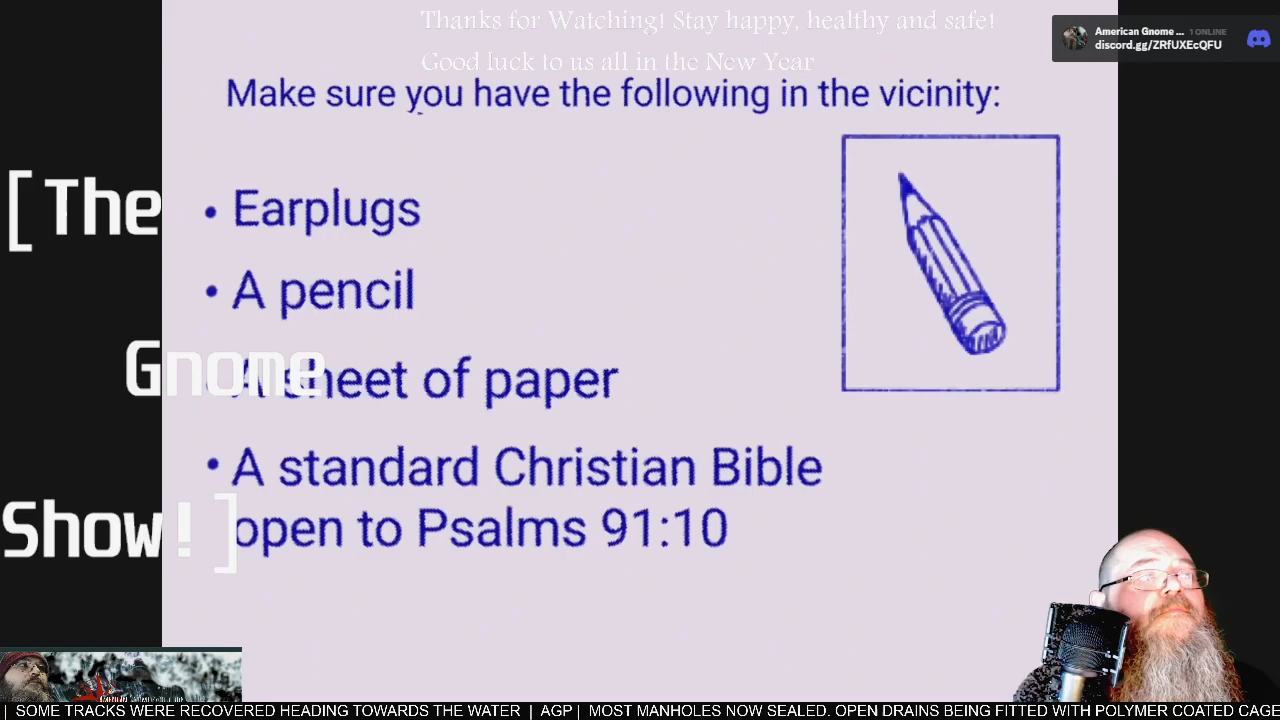 Thanks for Watching! Stay happy, healthy and safe!
Good luck to us all in the New Year
American Gnome ... 1 ONLINE
discord.gg/ZRfUXEcQFU
Make sure you have the following in the vicinity:
[The
Gnome
Show! ]
• Earplugs
• A pencil
• A sheet of paper
• A standard Christian Bible
open to Psalms 91:10
| SOME TRACKS WERE RECOVERED HEADING TOWARDS THE WATER | AGP | MOST MANHOLES NOW SEALED. OPEN DRAINS BEING FITTED WITH POLYMER COATED CAGE